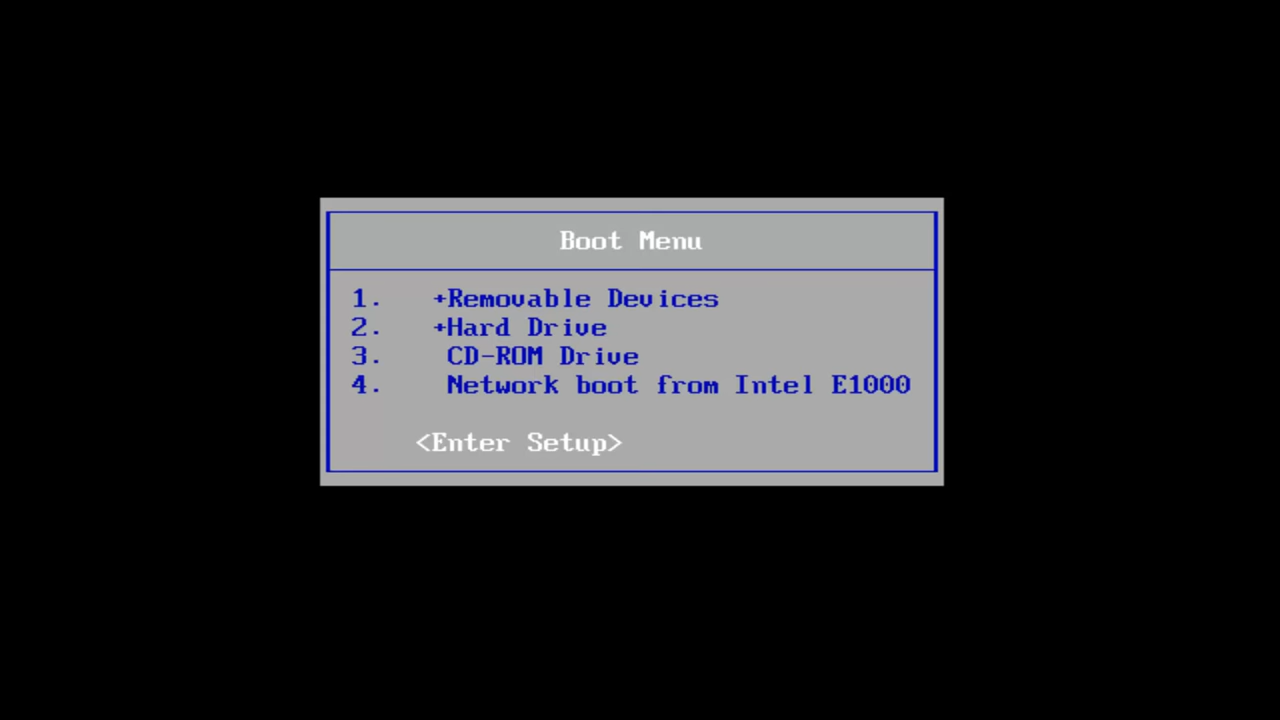 Boot Menu
1. +Removable Devices
2. +Hard Drive
3. CD-ROM Drive
4. Network boot from Intel E1000
<Enter Setup>